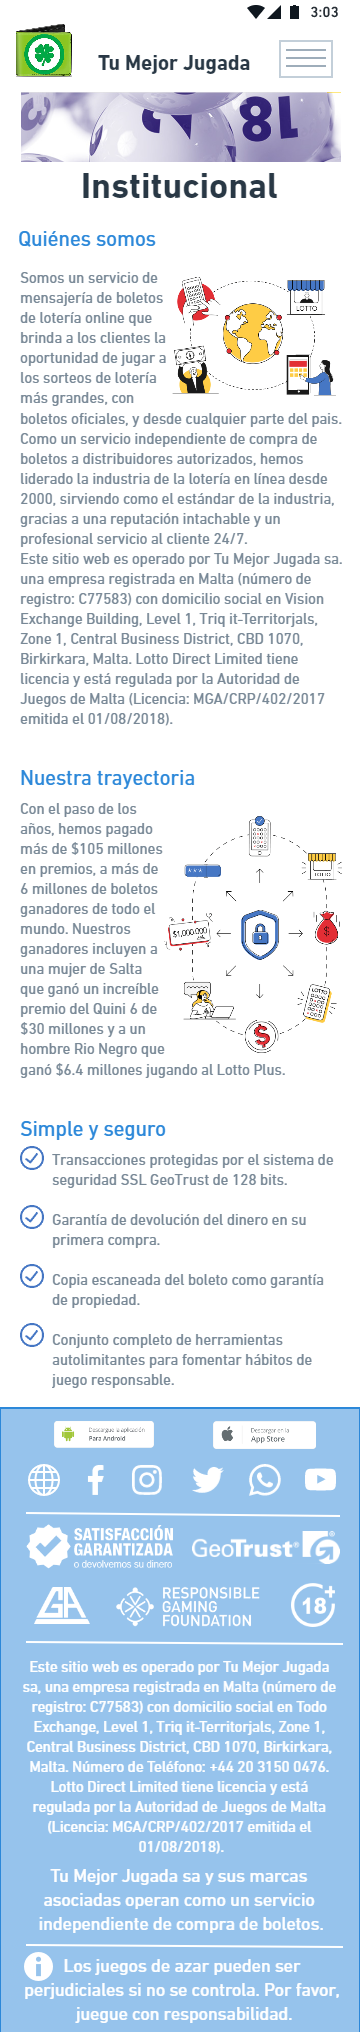 3:03
Tu Mejor Jugada
18
Institucional
Quiénes somos
Somos un servicio de
mensajería de boletos
de lotería online que
brinda a los clientes la
oportunidad de jugar a
los sorteos de lotería
más grandes, con
LOTTO
boletos oficiales, y desde cualquier parte del pais.
Como un servicio independiente de compra de
boletos a distribuidores autorizados, hemos
liderado la industria de la lotería en línea desde
2000, sirviendo como el estándar de la industria,
gracias a una reputación intachable y un
profesional servicio al cliente 24/7.
Este sitio web es operado por Tu Mejor Jugada sa.
una empresa registrada en Malta (número de
registro: C77583) con domicilio social en Vision
Exchange Building, Level 1, Triq it-Territorjals,
Zone 1, Central Business District, CBD 1070,
Birkirkara, Malta. Lotto Direct Limited tiene
licencia y está regulada por la Autoridad de
Juegos de Malta (Licencia: MGA/CRP/402/2017
emitida el 01/08/2018).
Nuestra trayectoria
Con el paso de los
años, hemos pagado
más de $105 millones
en premios, a más de
6 millones de boletos
ganadores de todo el
mundo. Nuestros
ganadores incluyen a
una mujer de Salta
que ganó un increíble
premio del Quini 6 de
$30 millones y a un
hombre Rio Negro que
ganó $6.4 millones jugando al Lotto Plus.
LOTTO
$1,000,000
$
LOTTO
$
Simple y seguro
Transacciones protegidas por el sistema de
seguridad SSL GeoTrust de 128 bits.
Garantía de devolución del dinero en su
primera compra.
Copia escaneada del boleto como garantía
de propiedad.
Conjunto completo de herramientas
autolimitantes para fomentar hábitos de
juego responsable.
Descargue la aplicación
Para Android
Descargar en la
App Store
SATISFACCIÓN
GARANTIZADA
o devolvemos su dinero
GeoTrust®
GA
RESPONSIBLE
GAMING
FOUNDATION
18+
Este sitio web es operado por Tu Mejor Jugada
sa, una empresa registrada en Malta (número de
registro: C77583) con domicilio social en Todo
Exchange, Level 1, Triq it-Territorjals, Zone 1,
Central Business District, CBD 1070, Birkirkara,
Malta. Número de Teléfono: +44 20 3150 0476.
Lotto Direct Limited tiene licencia y está
regulada por la Autoridad de Juegos de Malta
(Licencia: MGA/CRP/402/2017 emitida el
01/08/2018).
Tu Mejor Jugada sa y sus marcas
asociadas operan como un servicio
independiente de compra de boletos.
Los juegos de azar pueden ser
perjudiciales si no se controla. Por favor,
juegue con responsabilidad.